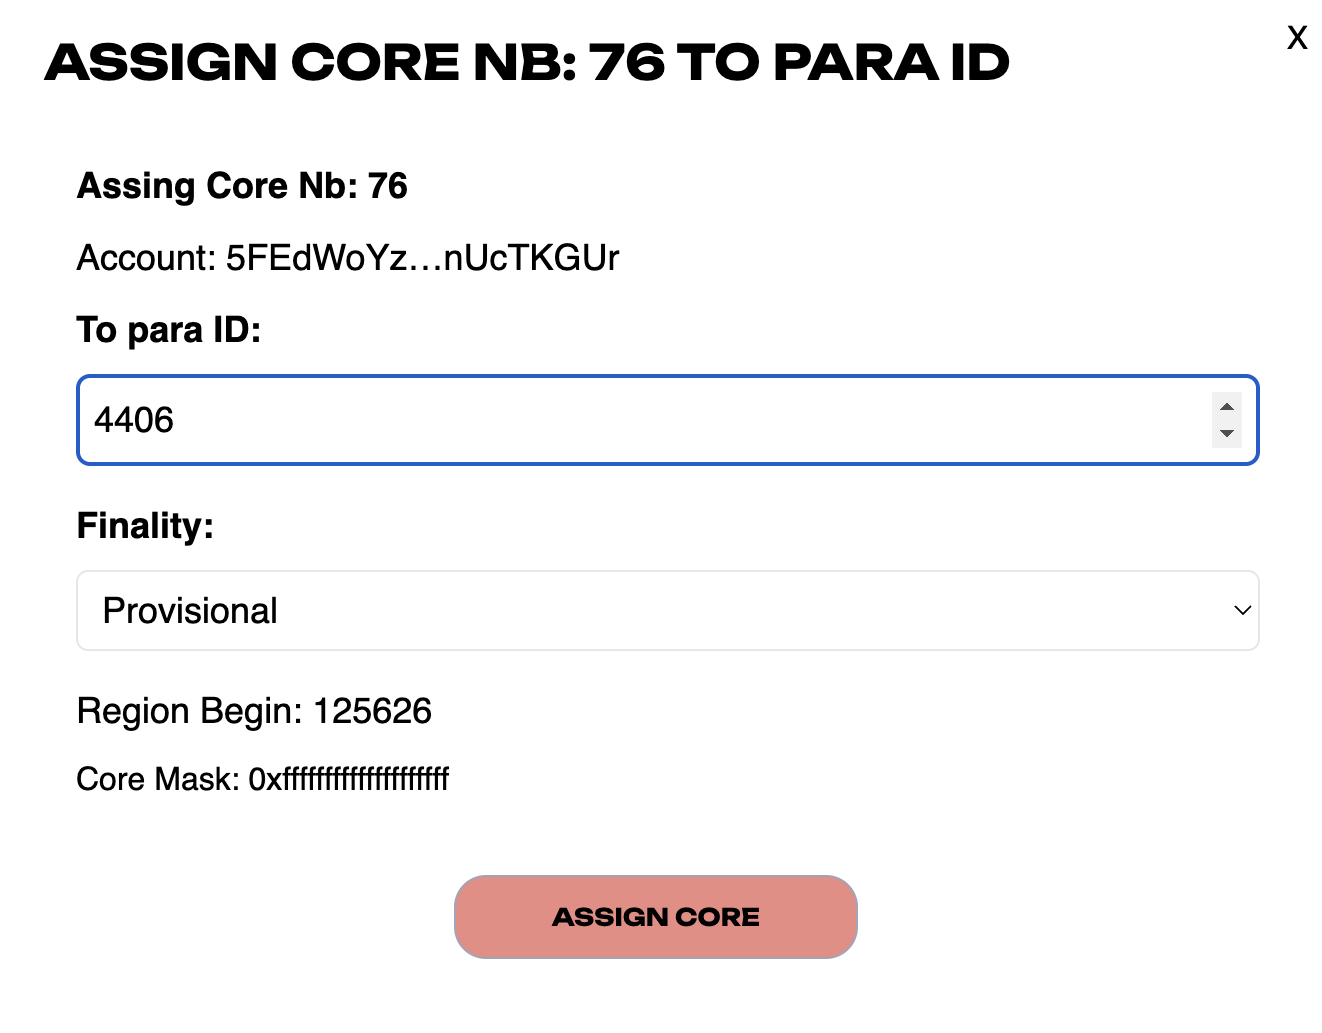 ASSIGN CORE NB: 76 TO PARA ID
X
Assing Core Nb: 76
Account: 5FEdWoYz...nUcTKGUr
To para ID:
4406
Finality:
Provisional
Region Begin: 125626
Core Mask: 0xffffffffffffffffffff
ASSIGN CORE